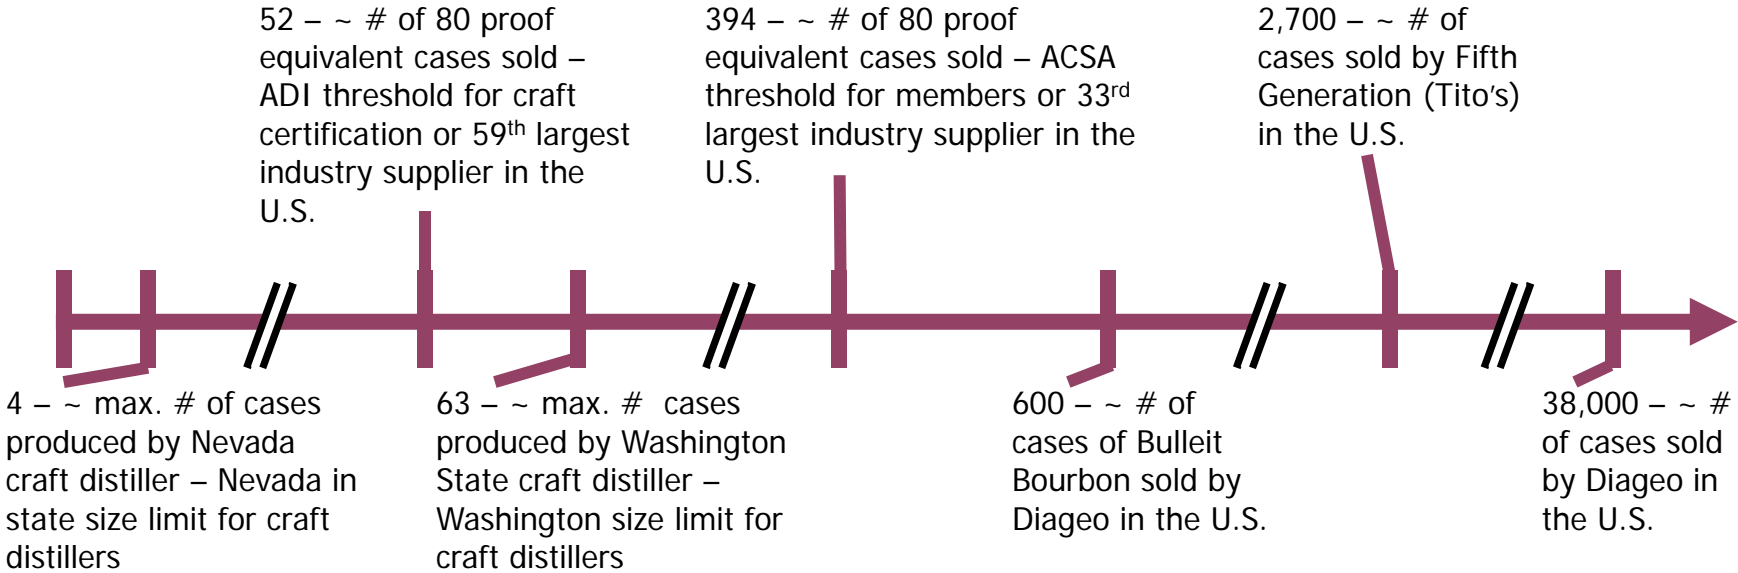 52 – ~ # of 80 proof
equivalent cases sold –
ADI threshold for craft
certification or 59th largest
industry supplier in the
U.S.
394 – ~ # of 80 proof
equivalent cases sold – ACSA
threshold for members or 33rd
largest industry supplier in the
U.S.
2,700 – ~ # of
cases sold by Fifth
Generation (Tito's)
in the U.S.
4 – ~ max. # of cases
produced by Nevada
craft distiller – Nevada in
state size limit for craft
distillers
63 – ~ max. # cases
produced by Washington
State craft distiller –
Washington size limit for
craft distillers
600 – ~ # of
cases of Bulleit
Bourbon sold by
Diageo in the U.S.
38,000 – ~ #
of cases sold
by Diageo in
the U.S.